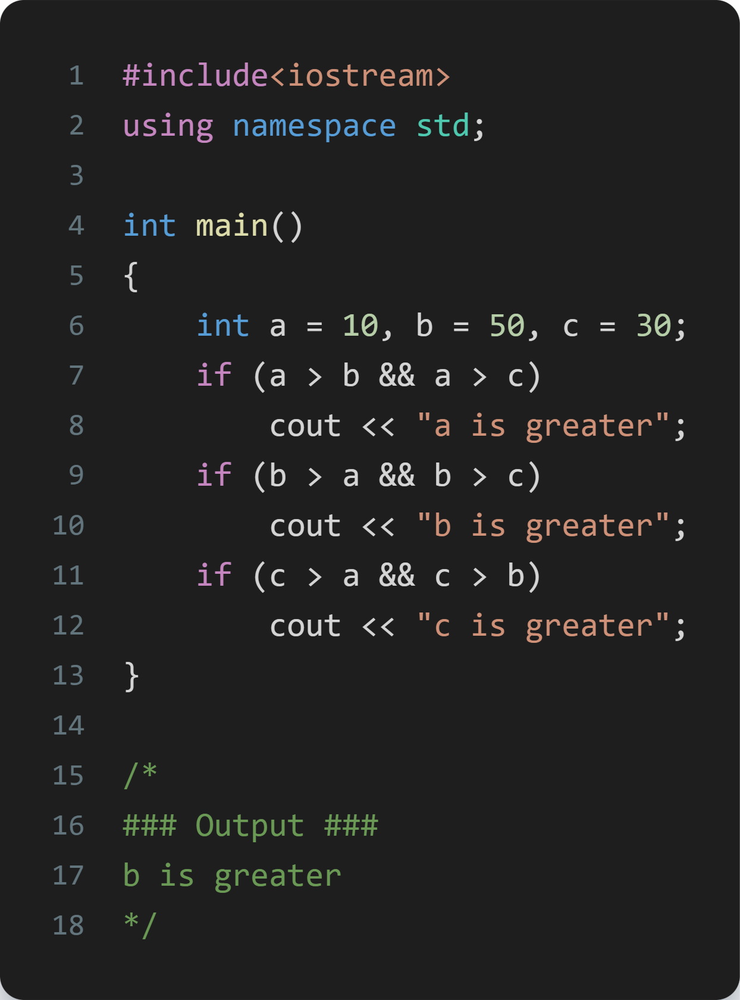 1 #include<iostream>
2 using namespace std;
3
4 int main()
5 {
6     int a = 10, b = 50, c = 30;
7     if (a > b && a > c)
8         cout << "a is greater";
9     if (b > a && b > c)
10         cout << "b is greater";
11     if (c > a && c > b)
12         cout << "c is greater";
13 }
14
15 /*
16 ### Output ###
17 b is greater
18 */